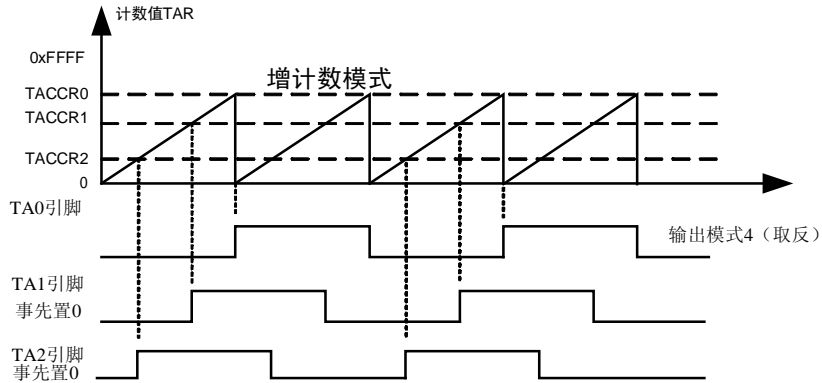 计数值TAR
0xFFFF
增计数模式
TACCR0
TACCR1
TACCR2
0
TA0引脚
输出模式4（取反）
TA1引脚
事先置0
TA2引脚
事先置0